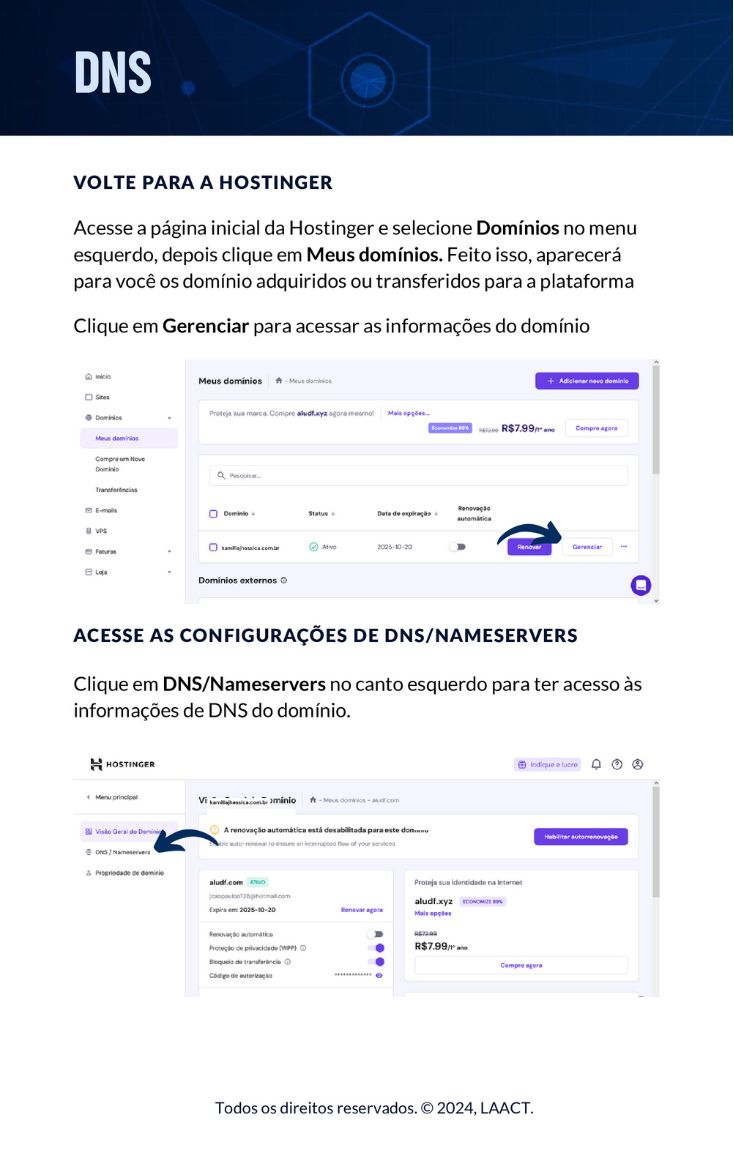 DNS
VOLTE PARA A HOSTINGER
Acesse a página inicial da Hostinger e selecione Domínios no menu
esquerdo, depois clique em Meus domínios. Feito isso, aparecerá
para você os domínio adquiridos ou transferidos para a plataforma
Clique em Gerenciar para acessar as informações do domínio
Início
Sites
Domínios
Meus domínios
Compre um Novo
Domínio
Transferências
E-mails
VPS
Faturas
Loja
Meus domínios - Meus domínios
+ Adicionar novo domínio
Proteja sua marca. Compre aludf.xyz agora mesmo! Mais opções...
Economize 89% R$72.99 R$7.99/1º ano Compre agora
Pesquisar...
Domínio Status Data de expiração Renovação
automática
kamillajhessica.com.br Ativo 2025-10-20 Renovar Gerenciar
Domínios externos
ACESSE AS CONFIGURAÇÕES DE DNS/NAMESERVERS
Clique em DNS/Nameservers no canto esquerdo para ter acesso às
informações de DNS do domínio.
HOSTINGER
Indique e lucre
Menu principal
Visão Geral de Domínio
DNS / Nameservers
Propriedade de domínio
kamillajhessica.com.br
- Meus domínios - aludf.com
A renovação automática está desabilitada para este
Enable auto-renewal to ensure an interrupted flow of your services
Habilitar autorrenovação
aludf.com ATIVO
joaopauloo728@hotmail.com
Expira em: 2025-10-20 Renovar agora
Renovação automática
Proteção de privacidade (WPP)
Bloqueio de transferência
Código de autorização ************
Proteja sua identidade na Internet
aludf.xyz ECONOMIZE 89%
Mais opções
R$72.99
R$7.99/1º ano
Compre agora
Todos os direitos reservados. © 2024, LAACT.